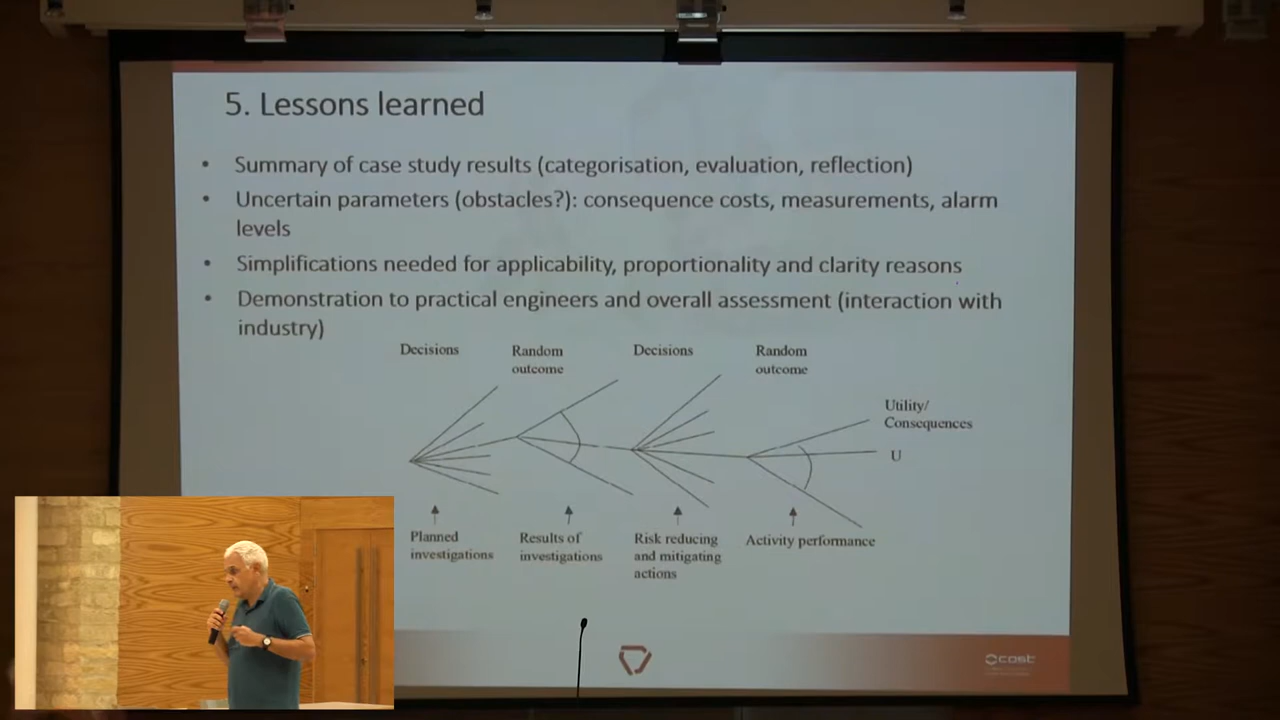 5. Lessons learned
• Summary of case study results (categorisation, evaluation, reflection)
• Uncertain parameters (obstacles?): consequence costs, measurements, alarm
levels
• Simplifications needed for applicability, proportionality and clarity reasons
• Demonstration to practical engineers and overall assessment (interaction with
industry)
Decisions
Random
outcome
Decisions
Random
outcome
Utility/
Consequences
U
Planned
investigations
Results of
investigations
Risk reducing
and mitigating
actions
Activity performance
cost